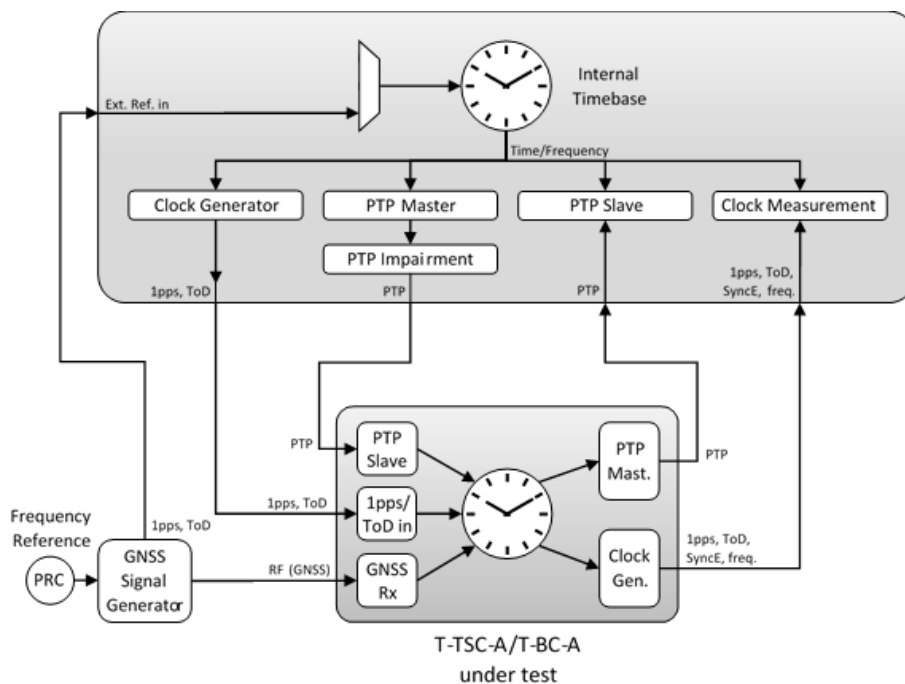 Internal
Timebase
Ext. Ref. in
Time/Frequency
Clock Generator
PTP Master
PTP Slave
Clock Measurement
PTP Impairment
1pps, ToD
PTP
PTP
1pps, ToD,
SyncE, freq.
PTP
PTP
Slave
PTP
Mast.
PTP
1pps, ToD
1pps/
ToD in
Frequency
Reference
1pps, ToD
PRC
GNSS
Signal
Generator
RF (GNSS)
GNSS
Rx
Clock
Gen.
1pps, ToD,
SyncE, freq.
T-TSC-A/T-BC-A
under test